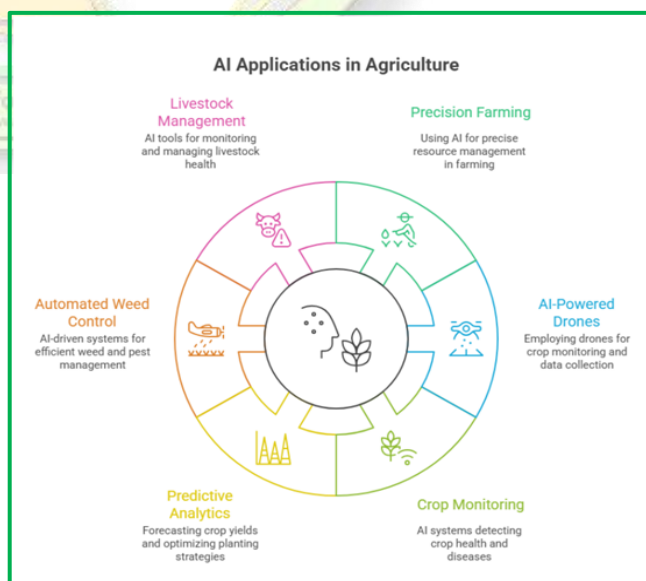 AI Applications in Agriculture
Livestock
Management
AI tools for monitoring
and managing livestock
health
Precision Farming
Using AI for precise
resource management
in farming
Automated Weed
Control
AI-driven systems for
efficient weed and pest
management
AI-Powered
Drones
Employing drones for
crop monitoring and
data collection
Predictive
Analytics
Forecasting crop yields
and optimizing planting
strategies
Crop Monitoring
AI systems detecting
crop health and
diseases